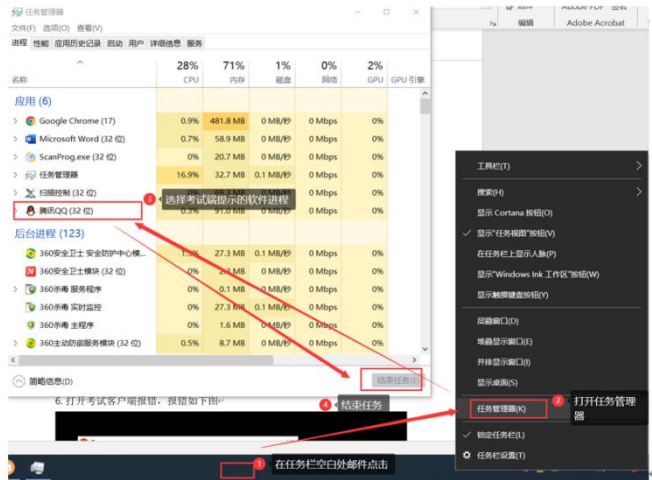 任务管理器
文件(F) 选项(O) 查看(V)
进程 性能 应用历史记录 启动 用户 详细信息 服务
28% 71% 1% 0% 2%
名称 CPU 内存 磁盘 网络 GPU GPU 引擎
应用 (6)
Google Chrome (17) 0.9% 481.8 MB 0 MB/秒 0 Mbps 0%
Microsoft Word (32 位) 0.7% 58.9 MB 0 MB/秒 0 Mbps 0%
ScanProg.exe (32 位) 0% 20.7 MB 0 MB/秒 0 Mbps 0%
任务管理器 16.9% 32.7 MB 0.1 MB/秒 0 Mbps 0%
扫描控制 (32 位) 0%
3 选择考试端提示的软件进程
腾讯QQ (32 位) 0.3% 91.0 MB 0 MB/秒 0 Mbps 0%
后台进程 (123)
360安全卫士 安全防护中心模... 27.3 MB 0.1 MB/秒 0 Mbps 0%
360安全卫士模块 (32 位) 0% MB 0 MB/秒 0 Mbps 0%
360杀毒 服务程序 0% 0.1 MB 0 MB/秒 0 Mbps 0%
360杀毒 实时监控 0% 27.3 MB 0.1 MB/秒 0 Mbps 0%
360杀毒 主程序 0% 1.6 MB 0 MB/秒 0 Mbps 0%
360主动防御服务模块 (32 位) 0.5% 8.7 MB 0 MB/秒 0 Mbps 0%
简略信息(D) 结束任务(E)
4 结束任务
6. 打开考试客户端报错,报错如下图
编辑 Adobe Acrobat
工具栏(T)
搜索(H)
显示 Cortana 按钮(O)
显示“任务视图”按钮(V)
在任务栏上显示人脉(P)
显示“Windows Ink 工作区”按钮(W)
显示触摸键盘按钮(Y)
层叠窗口(D)
堆叠显示窗口(E)
并排显示窗口(I)
显示桌面(S)
任务管理器(K)
2 打开任务管理
器
锁定任务栏(L)
任务栏设置(T)
1 在任务栏空白处邮件点击